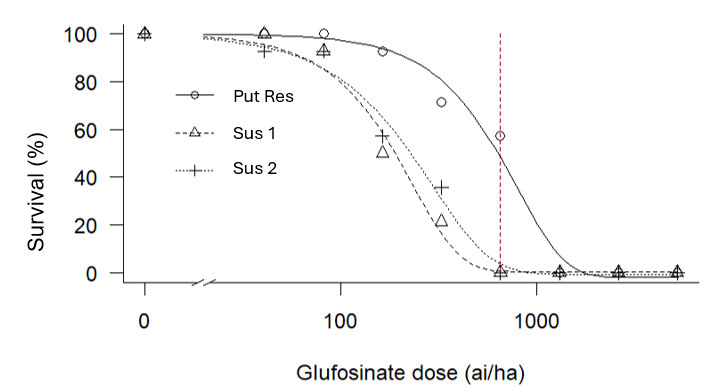 100
80
60
40
20
0
Survival (%)
Put Res
Sus 1
Sus 2
0 100 1000
Glufosinate dose (ai/ha)